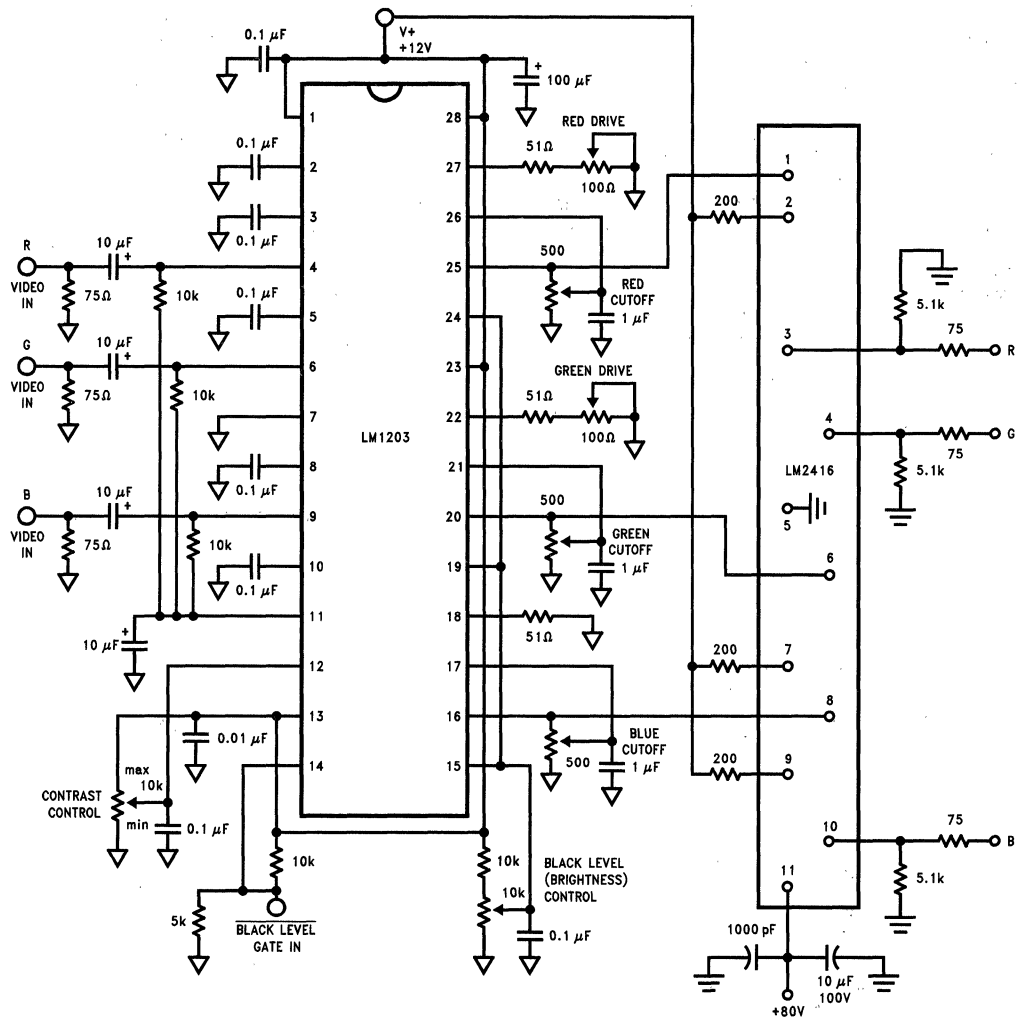 V+
+12V
0.1 µF
+
100 µF
1
28
RED DRIVE
0.1 µF
2
27
51Ω
100Ω
1
200
2
3
26
0.1 µF
R
10 µF
+
4
25
500
VIDEO
IN
75Ω
10k
0.1 µF
RED
CUTOFF
1 µF
5
24
5.1k
3
75
R
G
10 µF
+
6
23
GREEN DRIVE
VIDEO
IN
75Ω
10k
51Ω
7
22
100Ω
LM1203
4
75
G
5.1k
LM2416
8
21
0.1 µF
5
B
10 µF
+
9
20
500
VIDEO
IN
75Ω
10k
GREEN
CUTOFF
1 µF
6
10
19
0.1 µF
+
10 µF
11
18
51Ω
12
17
200
7
13
16
8
0.01 µF
BLUE
CUTOFF
500
1 µF
14
15
200
9
max
10k
CONTRAST
CONTROL
min
0.1 µF
10
75
B
10k
10k
BLACK LEVEL
(BRIGHTNESS)
CONTROL
10k
11
5.1k
5k
BLACK LEVEL
GATE IN
0.1 µF
1000 pF
10 µF
100V
+80V